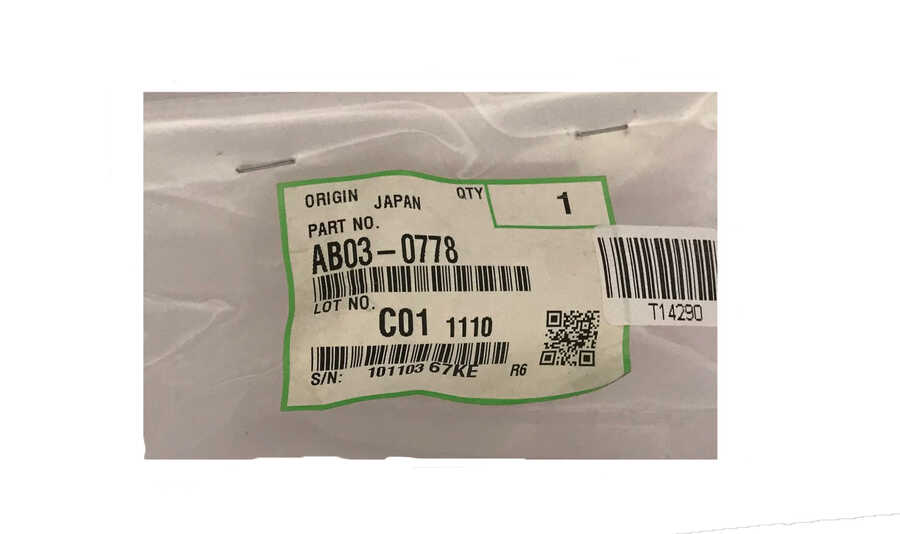 ORIGIN JAPAN QTY 1
PART NO.
AB03-0778
LOT NO.
C01 1110
S/N: 101103 67KE R6
T14290